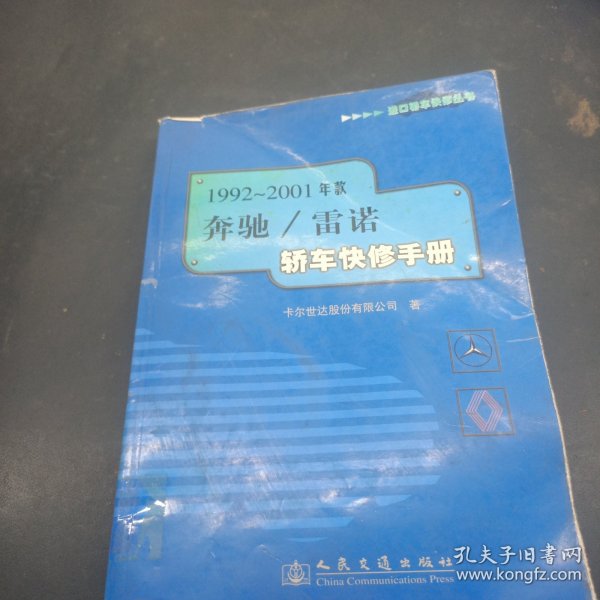 进口轿车快修丛书
1992~2001年款
奔驰／雷诺
轿车快修手册
卡尔世达股份有限公司 著
人民交通出版社
China Communications Press
孔夫子旧书网
www.kongfz.com